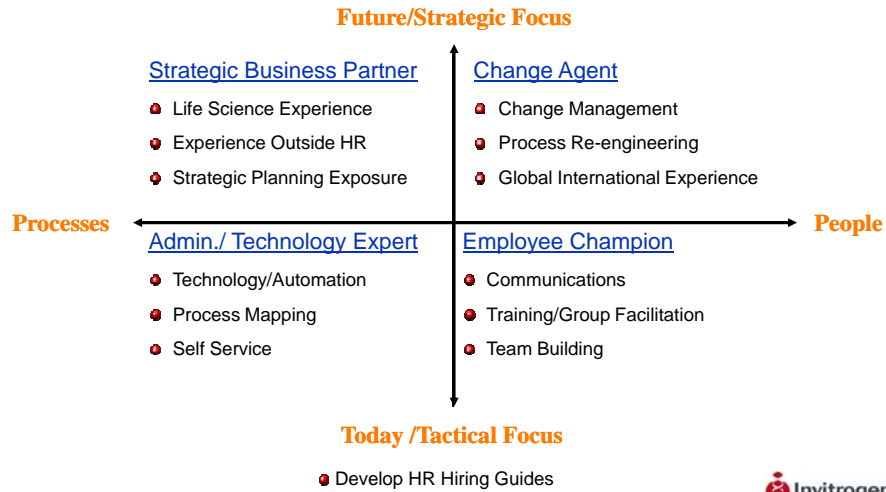 Future/Strategic Focus
Strategic Business Partner
Life Science Experience
Experience Outside HR
Strategic Planning Exposure
Change Agent
Change Management
Process Re-engineering
Global International Experience
Processes
People
Admin./ Technology Expert
Technology/Automation
Process Mapping
Self Service
Employee Champion
Communications
Training/Group Facilitation
Team Building
Today /Tactical Focus
Develop HR Hiring Guides
Invitrogen